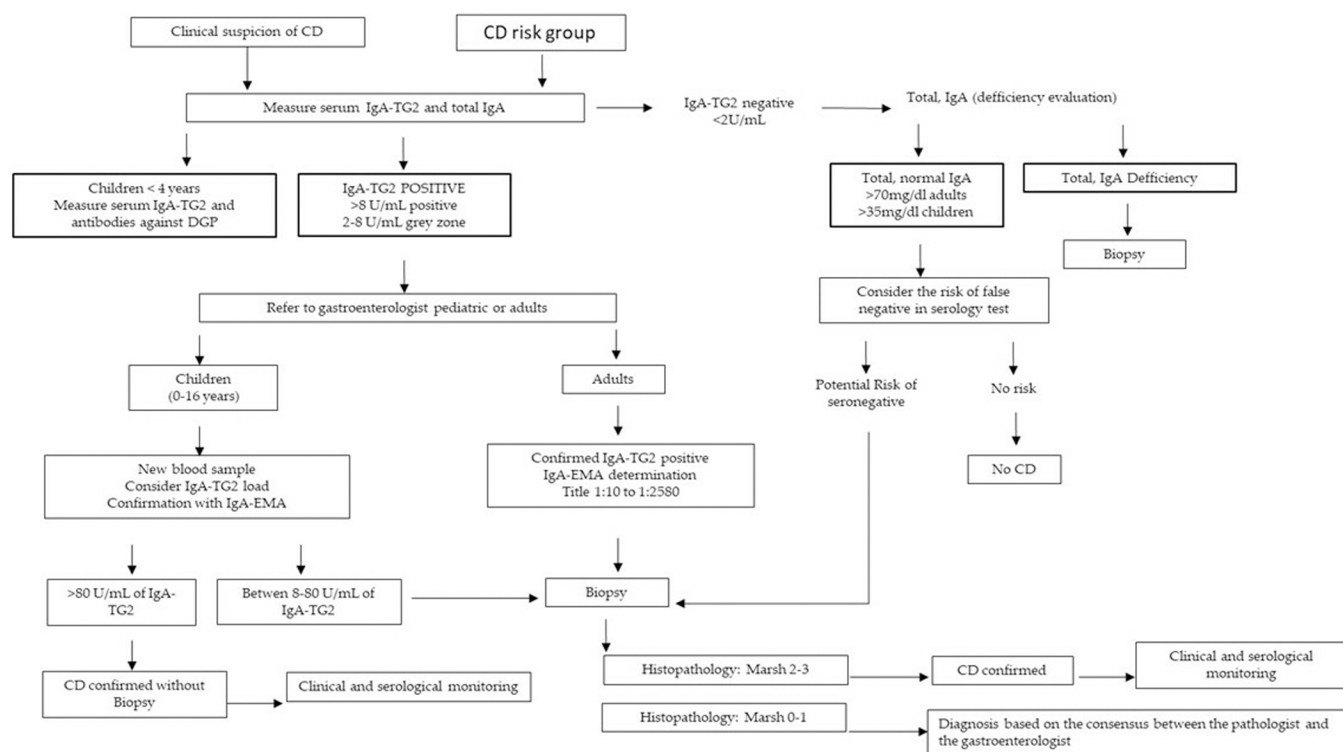 Clinical suspicion of CD
CD risk group
Measure serum IgA-TG2 and total IgA
IgA-TG2 negative
<2U/mL
Total, IgA (defficiency evaluation)
Children < 4 years
Measure serum IgA-TG2 and
antibodies against DGP
IgA-TG2 POSITIVE
>8 U/mL positive
2-8 U/mL grey zone
Total, normal IgA
>70mg/dl adults
>35mg/dl children
Total, IgA Defficiency
Biopsy
Refer to gastroenterologist pediatric or adults
Consider the risk of false
negative in serology test
Children
(0-16 years)
Adults
Potential Risk of
seronegative
No risk
New blood sample
Consider IgA-TG2 load
Confirmation with IgA-EMA
Confirmed IgA-TG2 positive
IgA-EMA determination
Title 1:10 to 1:2580
No CD
>80 U/mL of IgA-
TG2
Betwen 8-80 U/mL of
IgA-TG2
Biopsy
CD confirmed without
Biopsy
Clinical and serological monitoring
Histopathology: Marsh 2-3
CD confirmed
Clinical and serological
monitoring
Histopathology: Marsh 0-1
Diagnosis based on the consensus between the pathologist and
the gastroenterologist